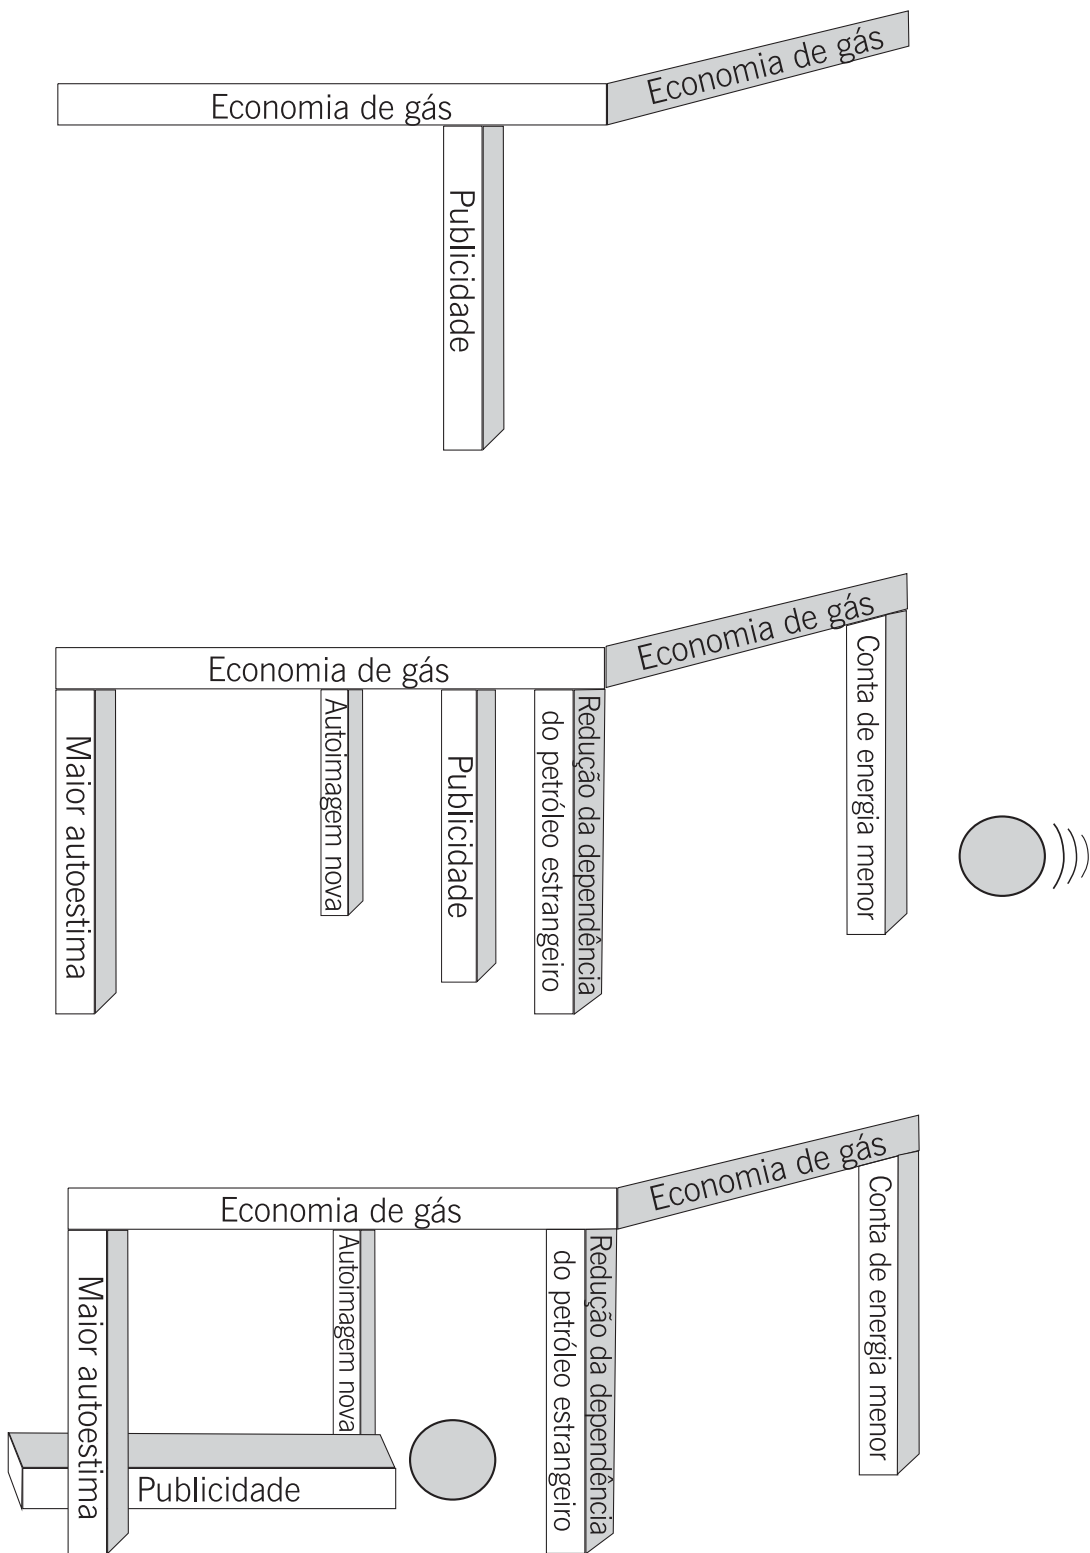 Economia de gás
Economia de gás
Publicidade
Economia de gás
Economia de gás
Maior autoestima
Autoimagem nova
Publicidade
Redução da dependência
do petróleo estrangeiro
Conta de energia menor
Economia de gás
Economia de gás
Maior autoestima
Autoimagem nova
Redução da dependência
do petróleo estrangeiro
Conta de energia menor
Publicidade